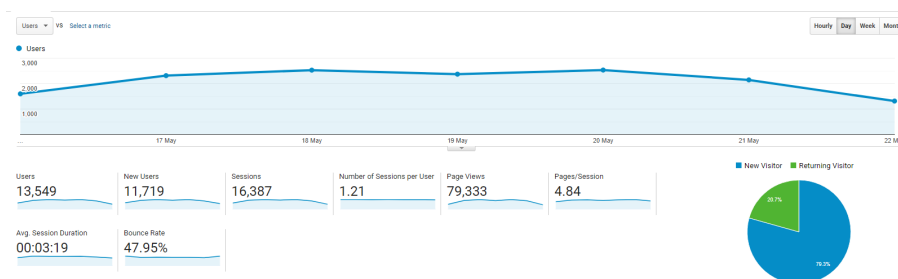 Users VS Select a metric
Hourly Day Week Mont
Users
3,000
2,000
1,000
... 17 May 18 May 19 May 20 May 21 May 22 M
New Visitor Returning Visitor
Users New Users Sessions Number of Sessions per User Page Views Pages/Session
13,549 11,719 16,387 1.21 79,333 4.84
20.7%
Avg. Session Duration Bounce Rate
00:03:19 47.95%
79.3%